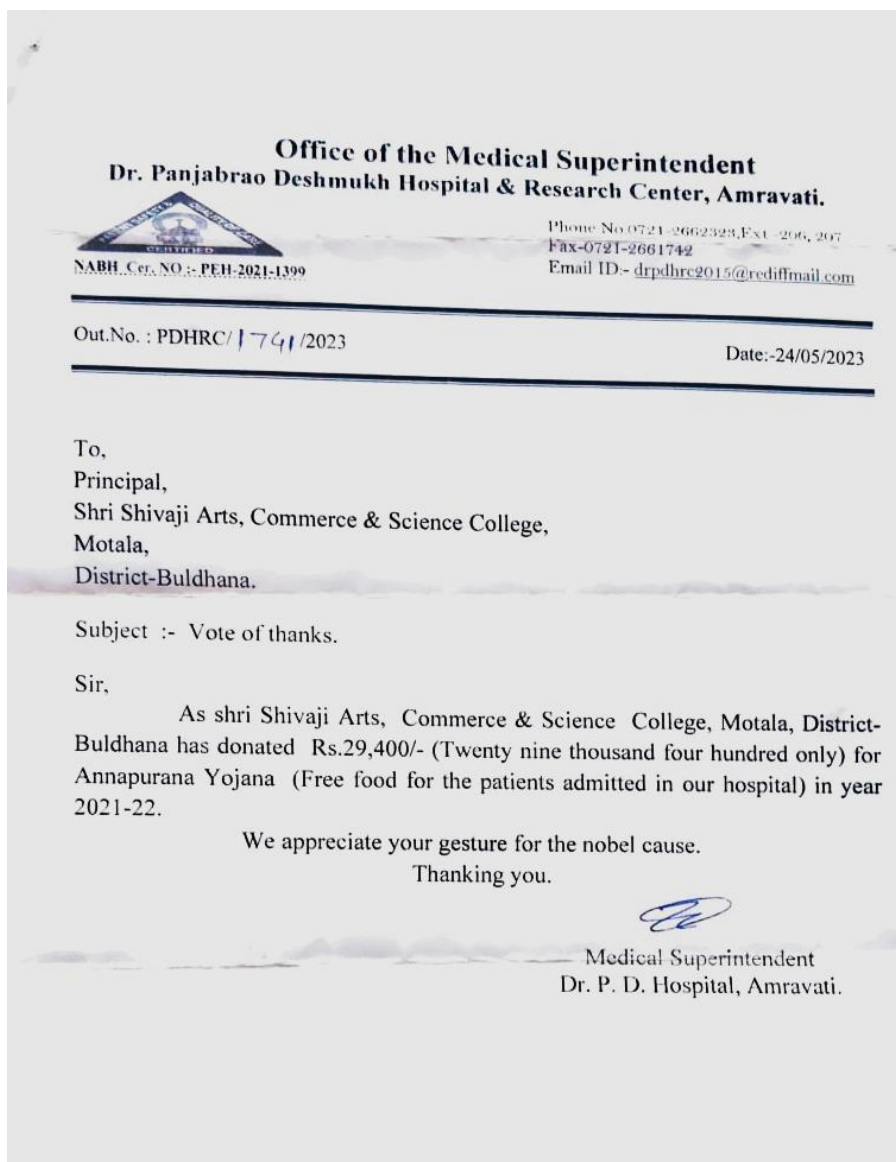 Office of the Medical Superintendent
Dr. Panjabrao Deshmukh Hospital & Research Center, Amravati.
CERTIFIED
NABH. Cer. NO :- PEH-2021-1399
Phone No.0721-2662323,Ext -206, 207
Fax-0721-2661742
Email ID:- drpdhrc2015@rediffmail.com
Out.No. : PDHRC/1741/2023
Date:-24/05/2023
To,
Principal,
Shri Shivaji Arts, Commerce & Science College,
Motala,
District-Buldhana.
Subject :- Vote of thanks.
Sir,
As shri Shivaji Arts, Commerce & Science College, Motala, District-
Buldhana has donated Rs.29,400/- (Twenty nine thousand four hundred only) for
Annapurana Yojana (Free food for the patients admitted in our hospital) in year
2021-22.
We appreciate your gesture for the nobel cause.
Thanking you.
Medical Superintendent
Dr. P. D. Hospital, Amravati.